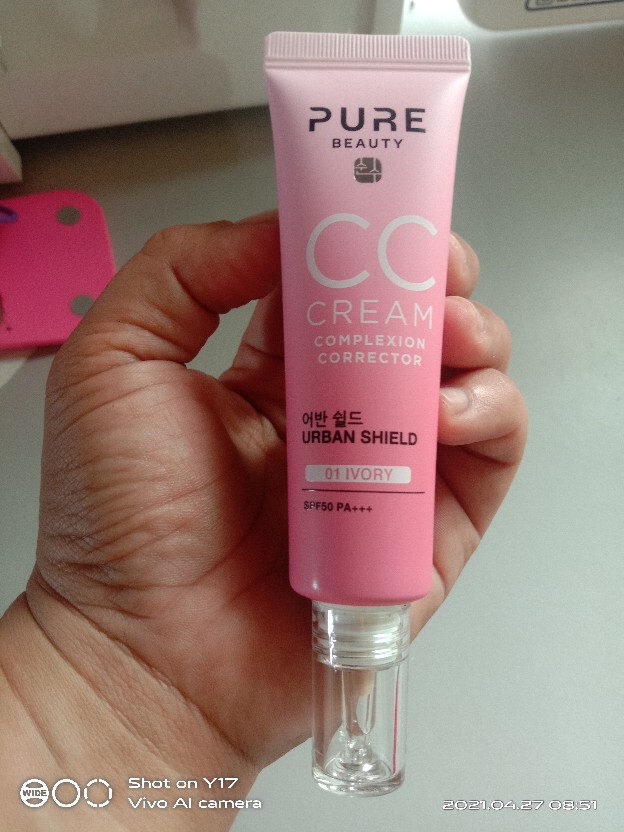 PURE
BEAUTY
CC
CREAM
COMPLEXION
CORRECTOR
어반 쉴드
URBAN SHIELD
01 IVORY
SPF50 PA+++
WIDE
Shot on Y17
Vivo AI camera
2021.04.27 08:51